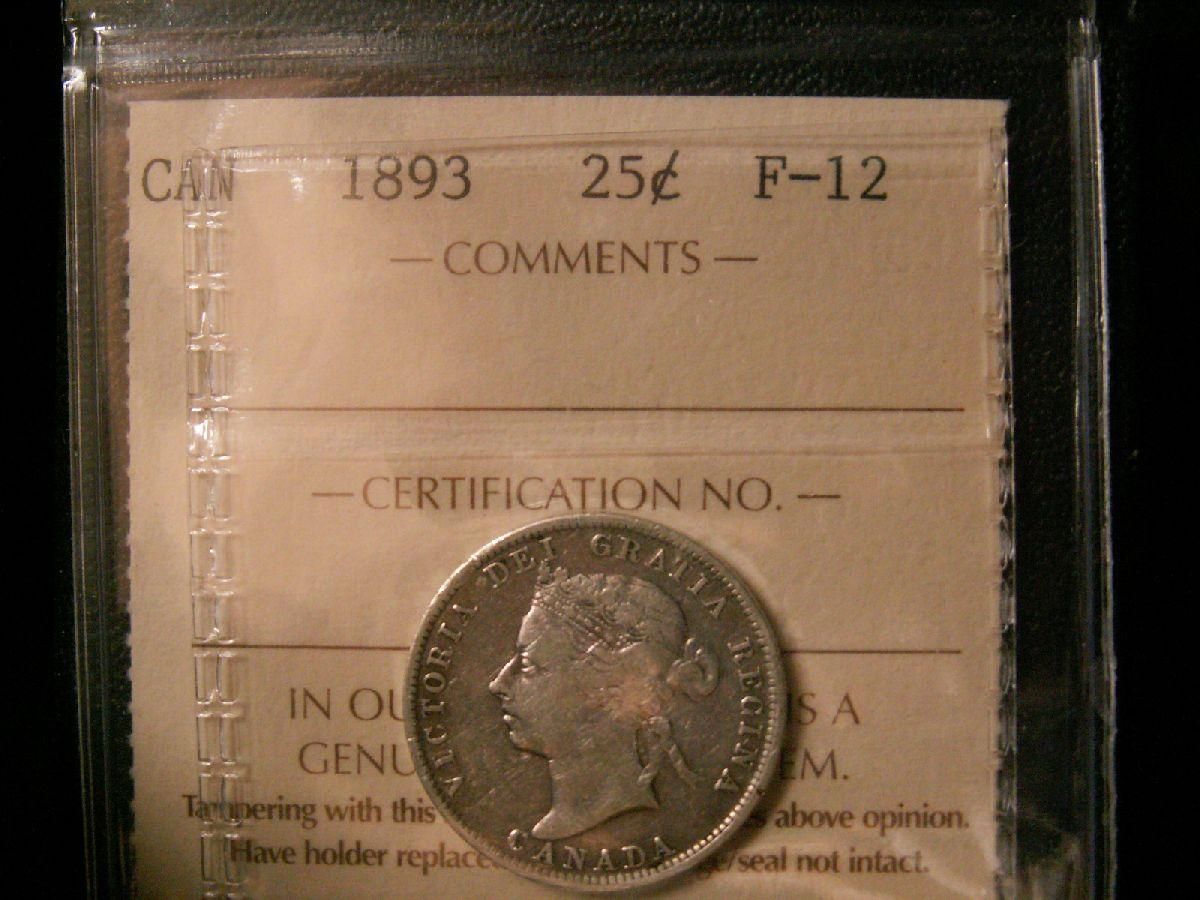 CAN 1893 25¢ F-12
— COMMENTS —
— CERTIFICATION NO. —
VICTORIA DEI GRATIA REGINA
CANADA
IN OU S A
GENU EM.
Tampering with this above opinion.
Have holder replace /seal not intact.